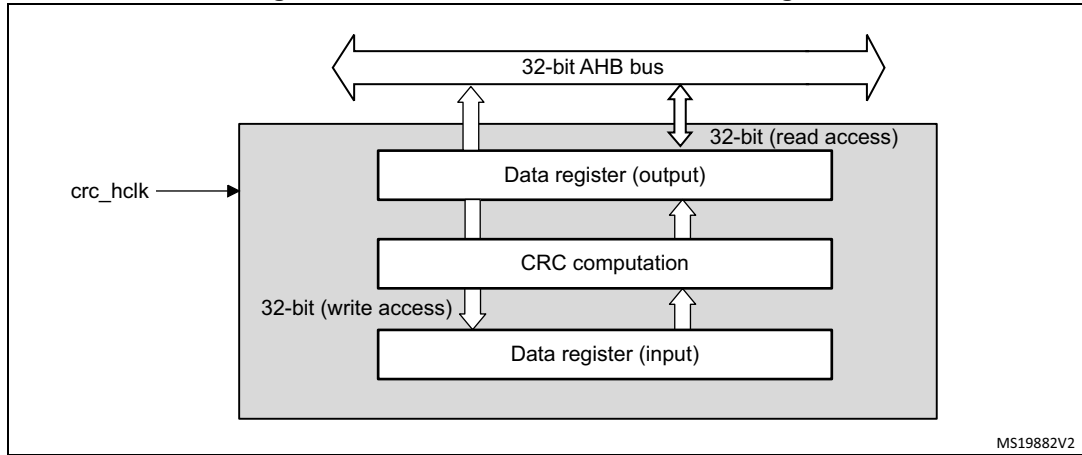 32-bit AHB bus
32-bit (read access)
Data register (output)
crc_hclk
CRC computation
32-bit (write access)
Data register (input)
MS19882V2